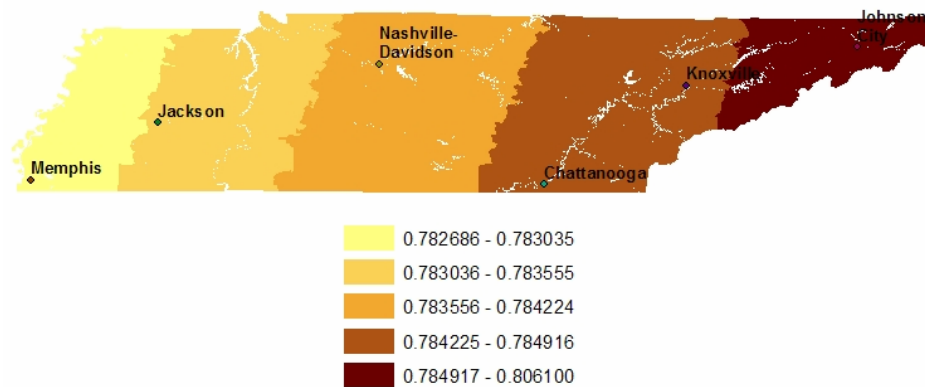 Johnson
City
Nashville-
Davidson
Knoxville
Jackson
Memphis
Chattanooga
0.782686 - 0.783035
0.783036 - 0.783555
0.783556 - 0.784224
0.784225 - 0.784916
0.784917 - 0.806100